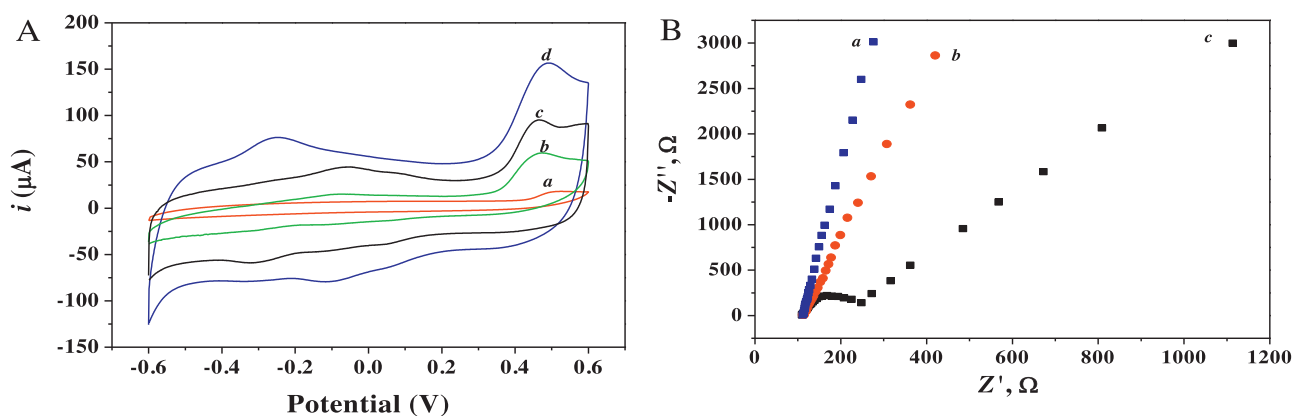 A
200
150
100
50
0
-50
-100
-150
i (µA)
d
c
b
a
-0.6 -0.4 -0.2 0.0 0.2 0.4 0.6
Potential (V)
B
3000
2500
2000
1500
1000
500
0
-Z'', Ω
a
b
c
0 200 400 600 800 1000 1200
Z', Ω